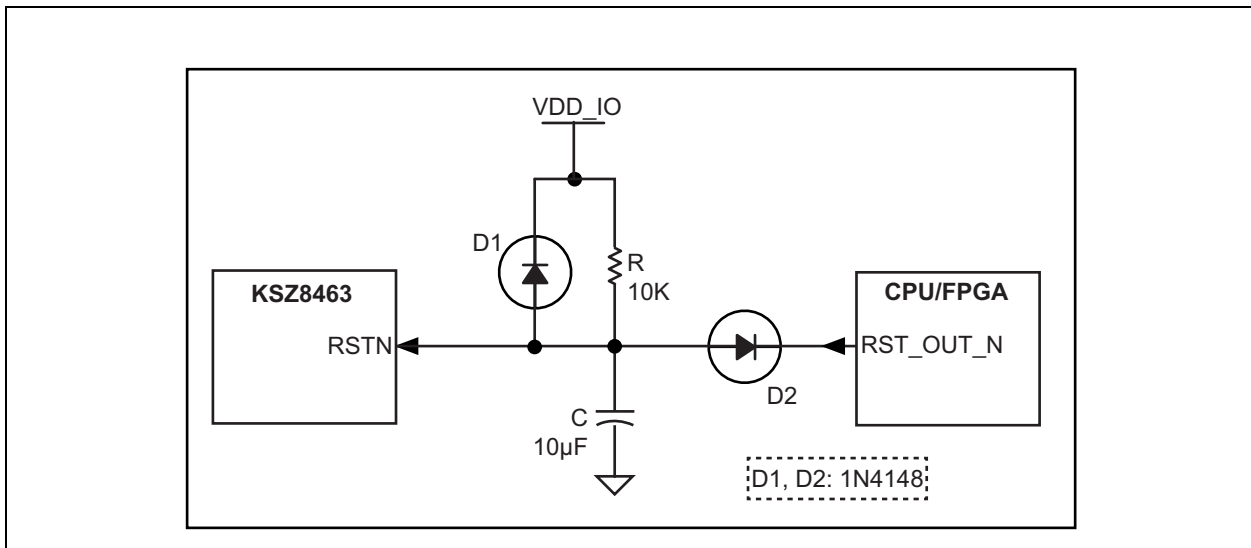 VDD_IO
D1
R
10K
KSZ8463
CPU/FPGA
RSTN
RST_OUT_N
D2
C
10µF
D1, D2: 1N4148